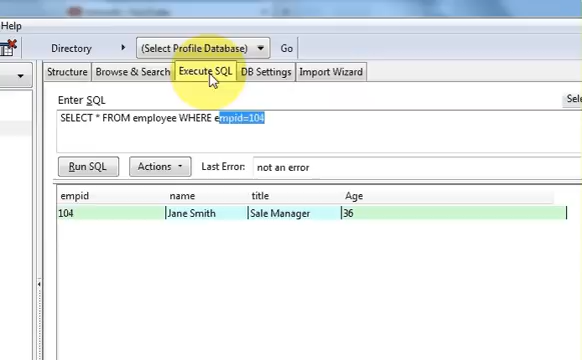 Help
Directory (Select Profile Database) Go
Structure Browse & Search Execute SQL DB Settings Import Wizard
Enter SQL
SELECT * FROM employee WHERE empid=104
Run SQL Actions Last Error: not an error
empid name title Age
104 Jane Smith Sale Manager 36